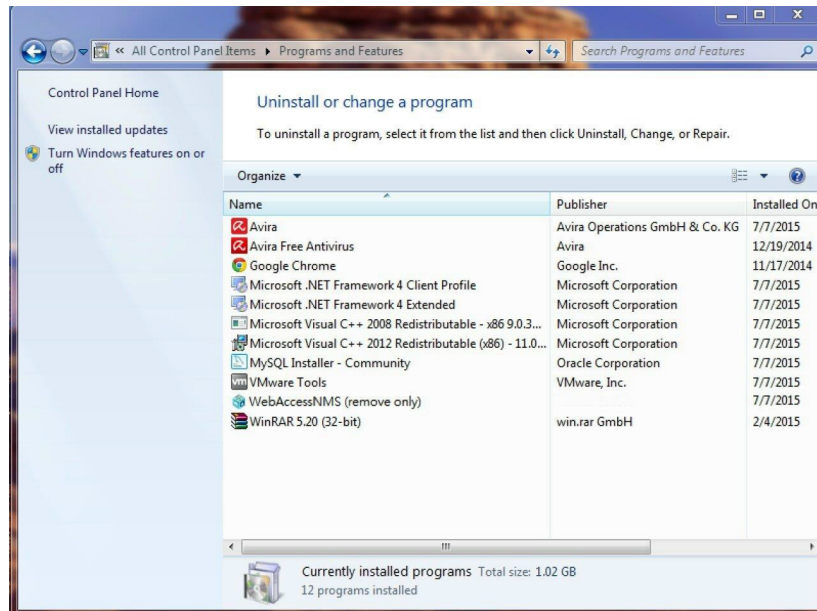 « All Control Panel Items ▸ Programs and Features
Search Programs and Features
Control Panel Home
View installed updates
Turn Windows features on or
off
Uninstall or change a program
To uninstall a program, select it from the list and then click Uninstall, Change, or Repair.
Organize
Name Publisher Installed On
Avira Avira Operations GmbH & Co. KG 7/7/2015
Avira Free Antivirus Avira 12/19/2014
Google Chrome Google Inc. 11/17/2014
Microsoft .NET Framework 4 Client Profile Microsoft Corporation 7/7/2015
Microsoft .NET Framework 4 Extended Microsoft Corporation 7/7/2015
Microsoft Visual C++ 2008 Redistributable - x86 9.0.3... Microsoft Corporation 7/7/2015
Microsoft Visual C++ 2012 Redistributable (x86) - 11.0... Microsoft Corporation 7/7/2015
MySQL Installer - Community Oracle Corporation 7/7/2015
vm VMware Tools VMware, Inc. 7/7/2015
WebAccessNMS (remove only) 7/7/2015
WinRAR 5.20 (32-bit) win.rar GmbH 2/4/2015
Currently installed programs Total size: 1.02 GB
12 programs installed